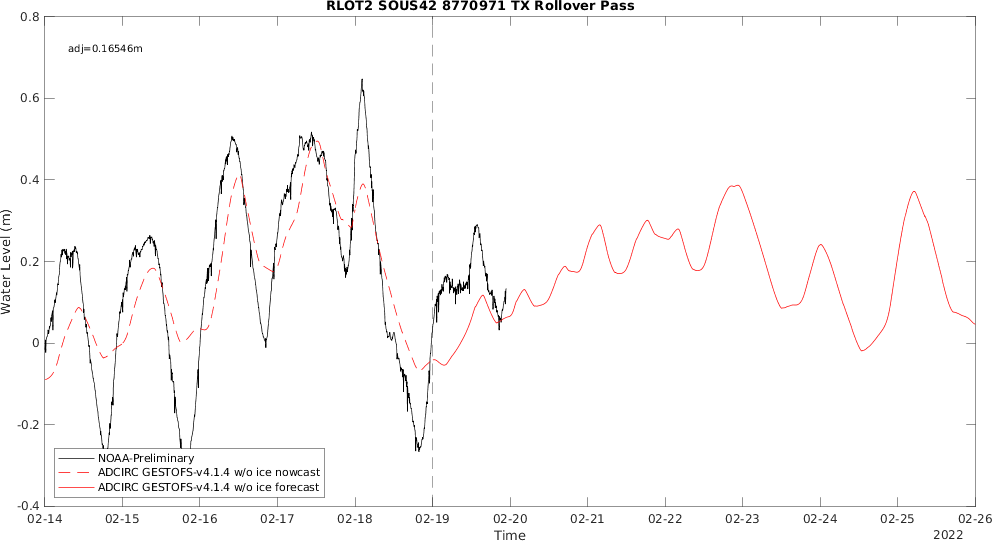 RLOT2 SOUS42 8770971 TX Rollover Pass
adj=0.16546m
0.8
0.6
0.4
0.2
0
-0.2
-0.4
Water Level (m)
NOAA-Preliminary
ADCIRC GESTOFS-v4.1.4 w/o ice nowcast
ADCIRC GESTOFS-v4.1.4 w/o ice forecast
02-14 02-15 02-16 02-17 02-18 02-19 02-20 02-21 02-22 02-23 02-24 02-25 02-26
Time
2022